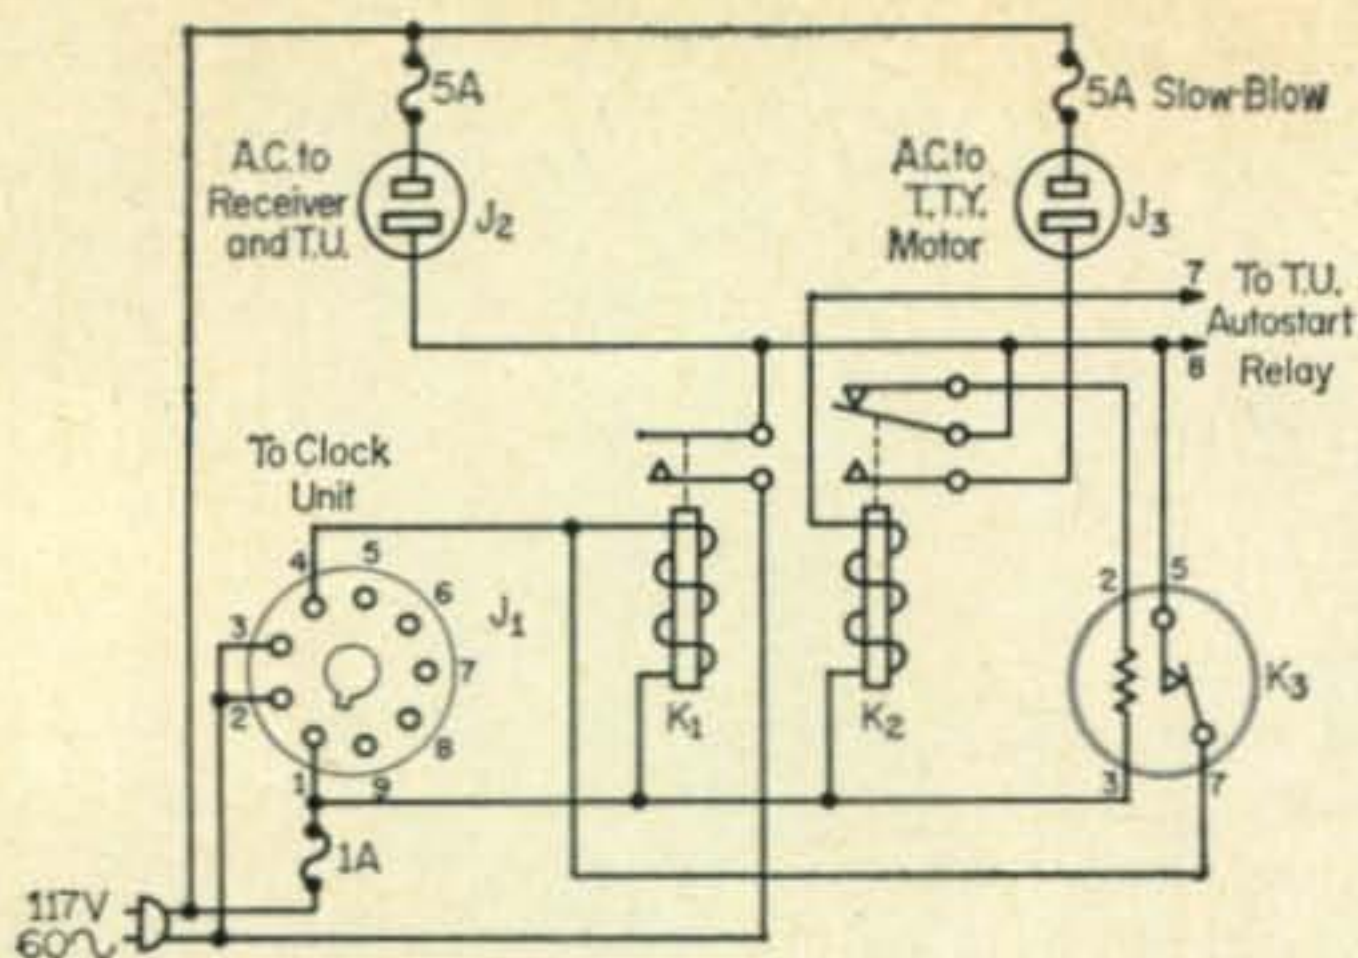 5A
5A Slow-Blow
A.C. to
Receiver
and T.U.
J2
A.C. to
T.T.Y.
Motor
J3
7
To T.U.
Autostart
Relay
8
To Clock
Unit
4
5
6
J1
3
7
2
8
1
9
K1
K2
2
5
K3
3
7
1A
117V
60~